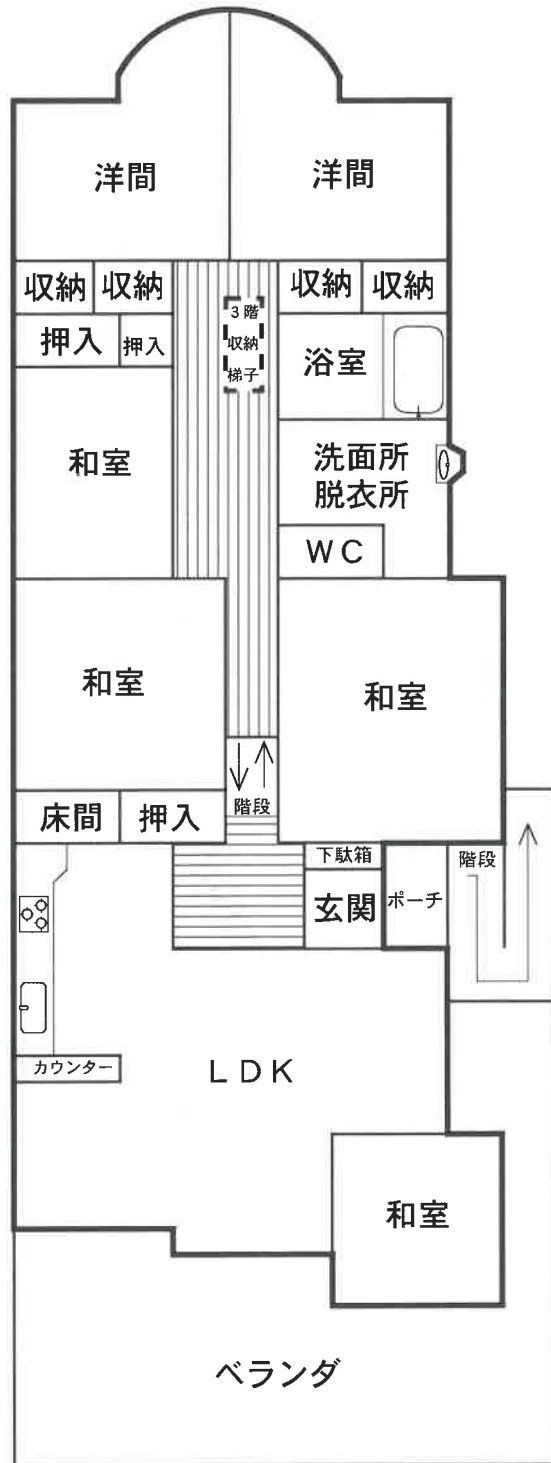 洋間
洋間
収納
収納
収納
収納
3階
収納
梯子
押入
押入
浴室
和室
洗面所
脱衣所
WC
和室
和室
階段
床間
押入
下駄箱
階段
玄関
ポーチ
カウンター
LDK
和室
ベランダ